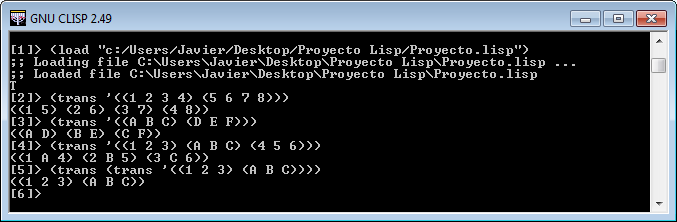 GNU CLISP 2.49
[1]> (load "c:/Users/Javier/Desktop/Proyecto Lisp/Proyecto.lisp")
;; Loading file C:\Users\Javier\Desktop\Proyecto Lisp\Proyecto.lisp ...
;; Loaded file C:\Users\Javier\Desktop\Proyecto Lisp\Proyecto.lisp
T
[2]> (trans '((1 2 3 4) (5 6 7 8)))
((1 5) (2 6) (3 7) (4 8))
[3]> (trans '((A B C) (D E F)))
((A D) (B E) (C F))
[4]> (trans '((1 2 3) (A B C) (4 5 6)))
((1 A 4) (2 B 5) (3 C 6))
[5]> (trans (trans '((1 2 3) (A B C))))
((1 2 3) (A B C))
[6]>